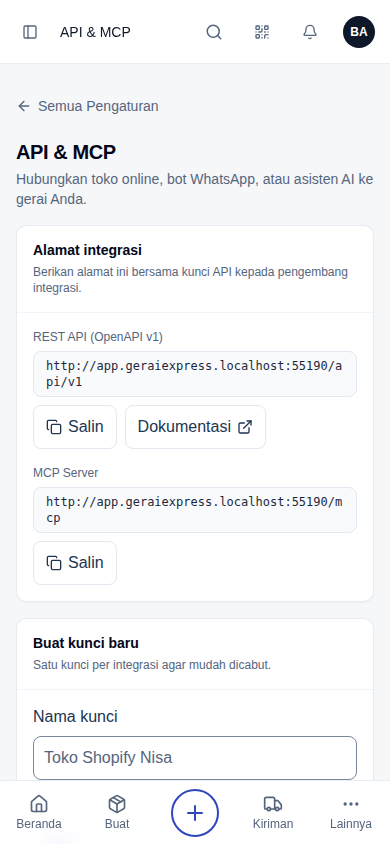 API & MCP
BA
Semua Pengaturan
API & MCP
Hubungkan toko online, bot WhatsApp, atau asisten AI ke
gerai Anda.
Alamat integrasi
Berikan alamat ini bersama kunci API kepada pengembang
integrasi.
REST API (OpenAPI v1)
http://app.geraiexpress.localhost:55190/a
pi/v1
Salin
Dokumentasi
MCP Server
http://app.geraiexpress.localhost:55190/m
cp
Salin
Buat kunci baru
Satu kunci per integrasi agar mudah dicabut.
Nama kunci
Toko Shopify Nisa
Beranda
Buat
Kiriman
Lainnya